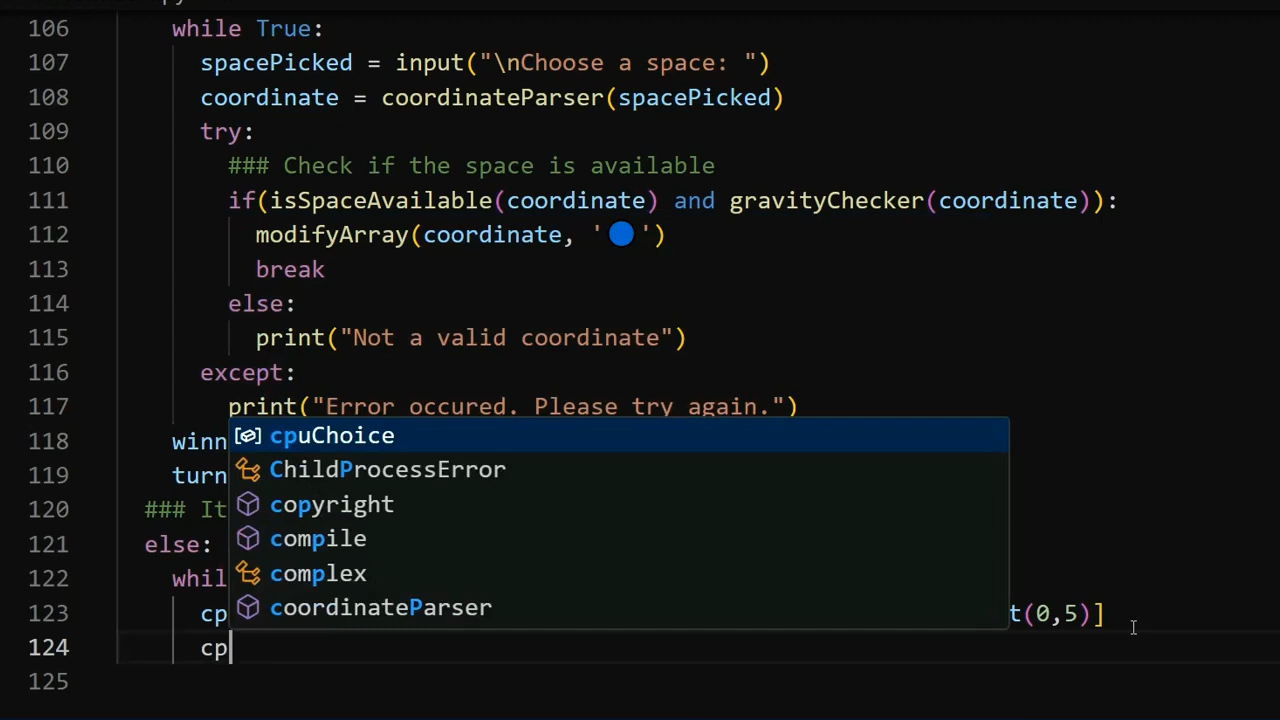 106 while True:
107 spacePicked = input("\nChoose a space: ")
108 coordinate = coordinateParser(spacePicked)
109 try:
110 ### Check if the space is available
111 if(isSpaceAvailable(coordinate) and gravityChecker(coordinate)):
112 modifyArray(coordinate, '🔵')
113 break
114 else:
115 print("Not a valid coordinate")
116 except:
117 print("Error occured. Please try again.")
118 winn
119 turn
120 ### It
121 else:
122 whil
123 cp t(0,5)]
124 cp
125
cpuChoice
ChildProcessError
copyright
compile
complex
coordinateParser